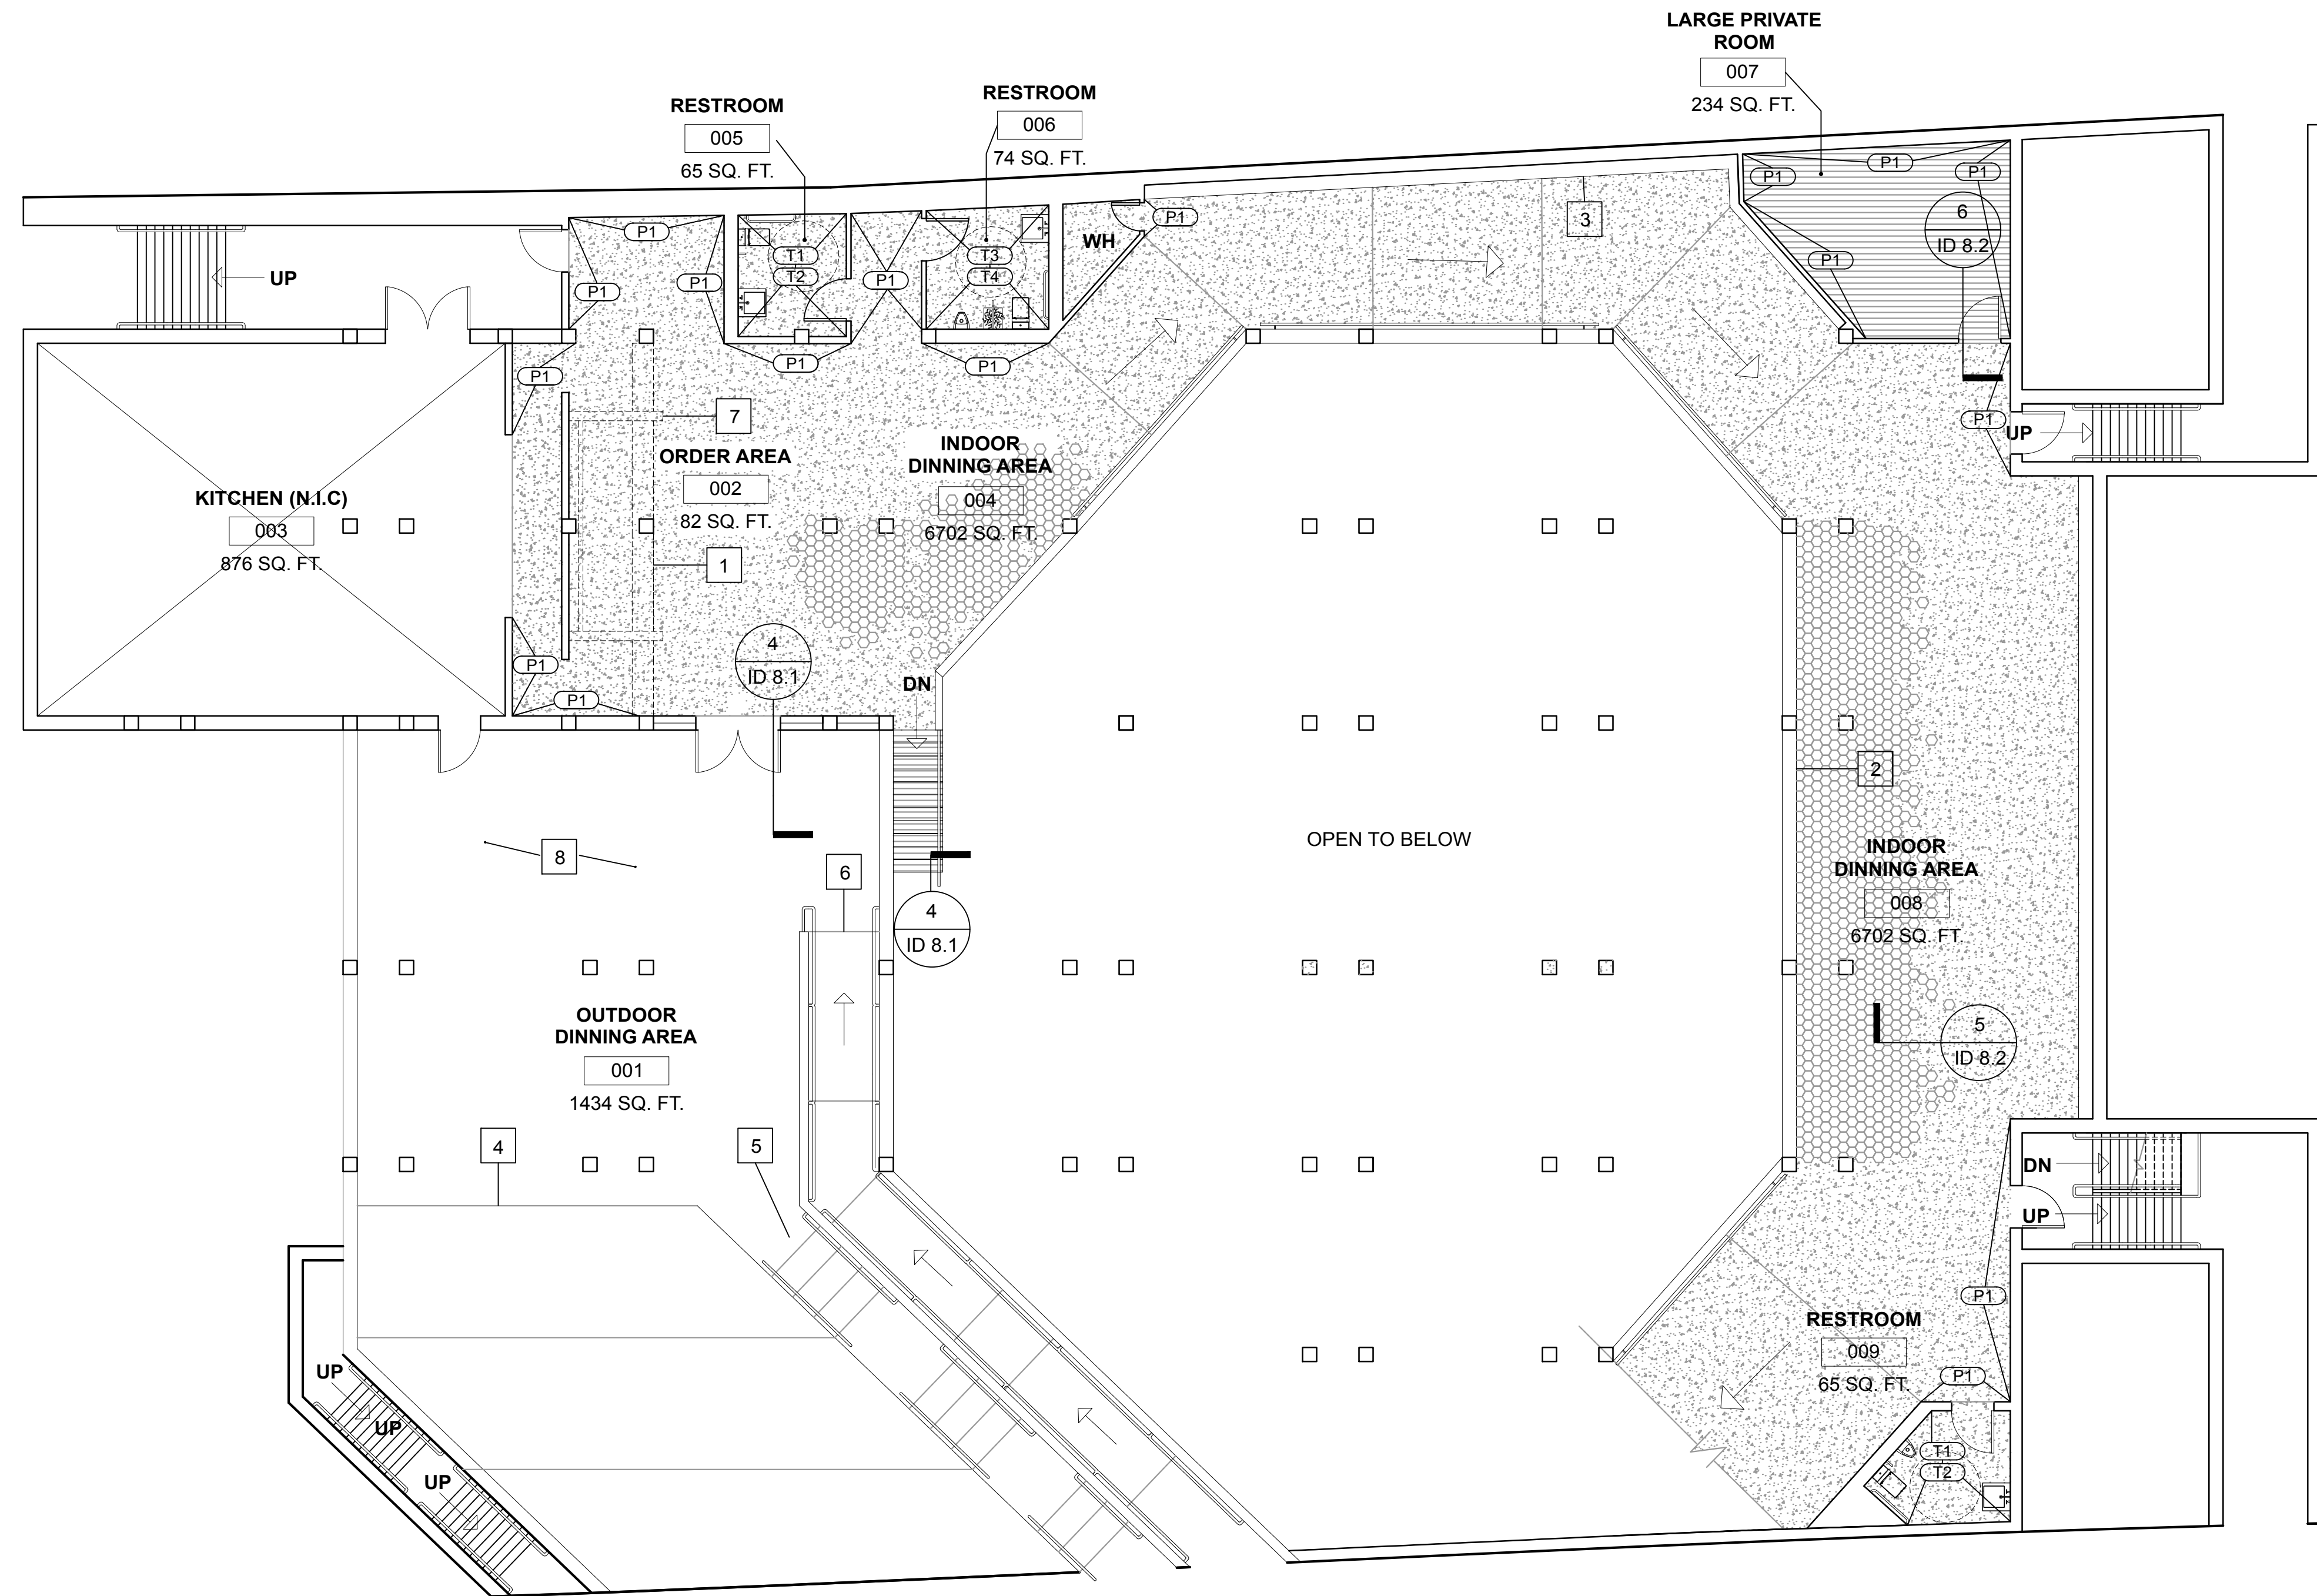 LARGE PRIVATE
ROOM
007
234 SQ. FT.
RESTROOM
005
65 SQ. FT.
RESTROOM
006
74 SQ. FT.
P1
P1
P1
6
ID 8.2
P1
P1
P1
P1
T1
T2
P1
T3
T4
WH
P1
3
UP
P1
P1
P1
7
P1
UP
ORDER AREA
002
82 SQ. FT.
INDOOR
DINNING AREA
004
6702 SQ. FT.
KITCHEN (N.I.C)
003
876 SQ. FT.
1
4
ID 8.1
P1
P1
DN
2
8
6
OPEN TO BELOW
INDOOR
DINNING AREA
008
6702 SQ. FT.
4
ID 8.1
OUTDOOR
DINNING AREA
001
1434 SQ. FT.
5
ID 8.2
4
5
DN
UP
P1
RESTROOM
009
65 SQ. FT.
P1
UP
UP
UP
T1
T2